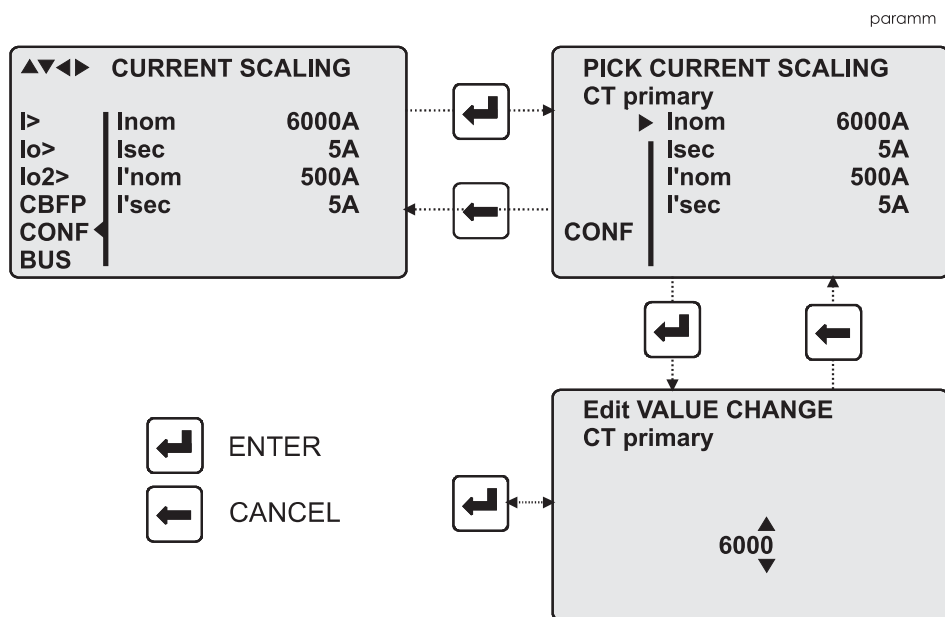 paramm
▲▼◀▶ CURRENT SCALING
I> Inom 6000A
Io> Isec 5A
Io2> I'nom 500A
CBFP I'sec 5A
CONF
BUS
PICK CURRENT SCALING
CT primary
▶ Inom 6000A
Isec 5A
I'nom 500A
I'sec 5A
CONF
Edit VALUE CHANGE
CT primary
6000
ENTER
CANCEL